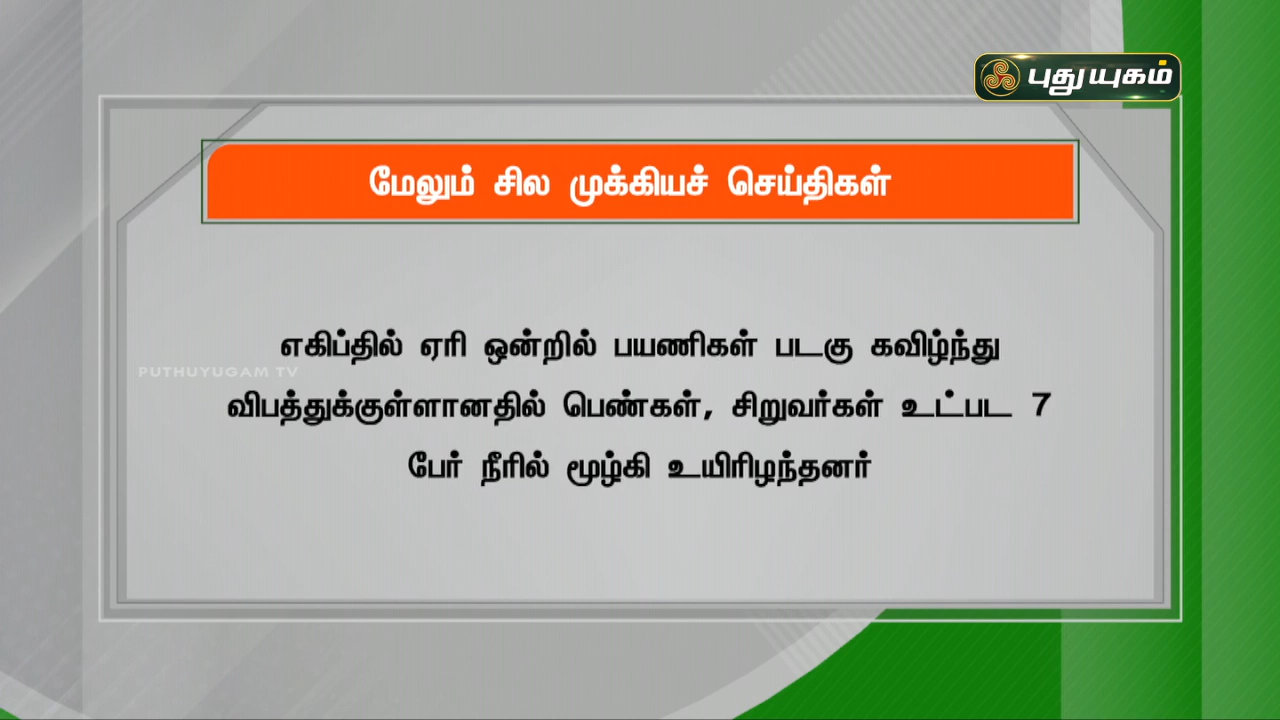 புதுயுகம்
மேலும் சில முக்கியச் செய்திகள்
எகிப்தில் ஏரி ஒன்றில் பயணிகள் படகு கவிழ்ந்து
PUTHUYUGAM TV
விபத்துக்குள்ளானதில் பெண்கள், சிறுவர்கள் உட்பட 7
பேர் நீரில் மூழ்கி உயிரிழந்தனர்